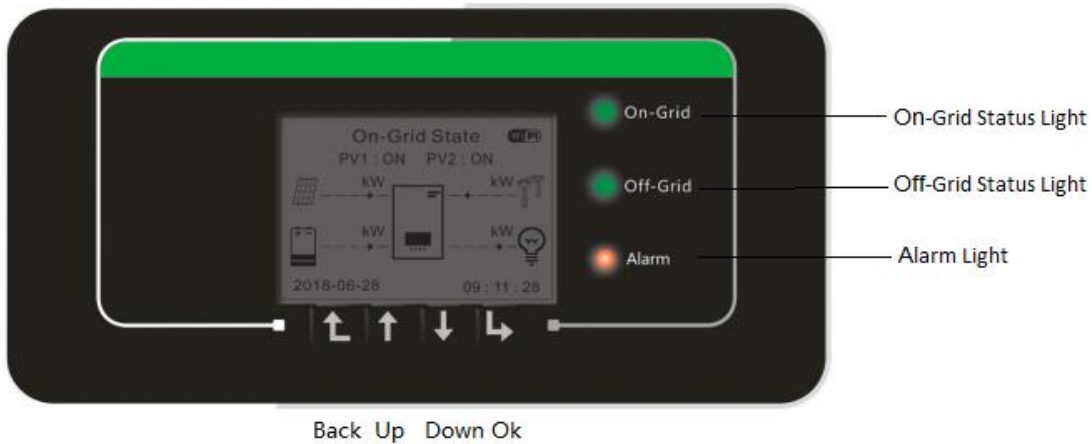 On-Grid State WiFi
PV1 : ON PV2 : ON
kW kW
kW kW
2018-06-28 09 : 11 : 28
On-Grid
Off-Grid
Alarm
On-Grid Status Light
Off-Grid Status Light
Alarm Light
Back Up Down Ok